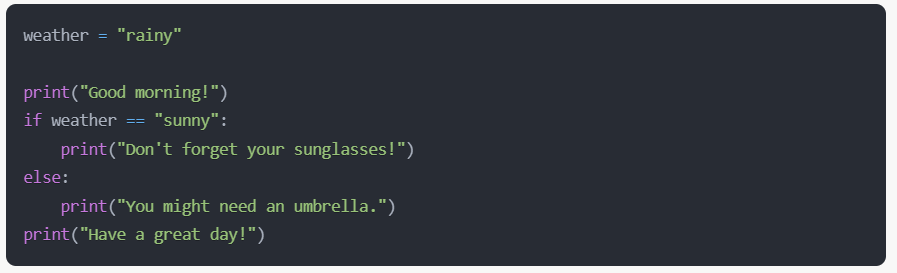 weather = "rainy"

print("Good morning!")
if weather == "sunny":
    print("Don't forget your sunglasses!")
else:
    print("You might need an umbrella.")
print("Have a great day!")